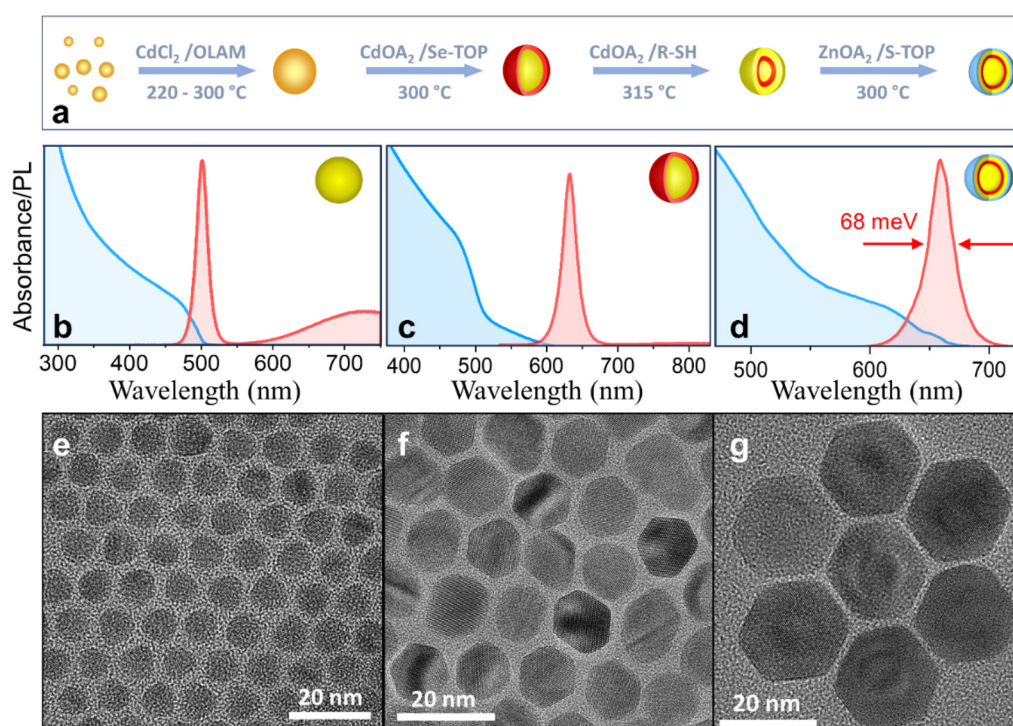 CdCl₂ /OLAM
220 - 300 °C
CdOA₂ /Se-TOP
300 °C
CdOA₂ /R-SH
315 °C
ZnOA₂ /S-TOP
300 °C
a
Absorbance/PL
b
300 400 500 600 700
Wavelength (nm)
c
400 500 600 700 800
Wavelength (nm)
68 meV
d
500 600 700
Wavelength (nm)
e
20 nm
f
20 nm
g
20 nm